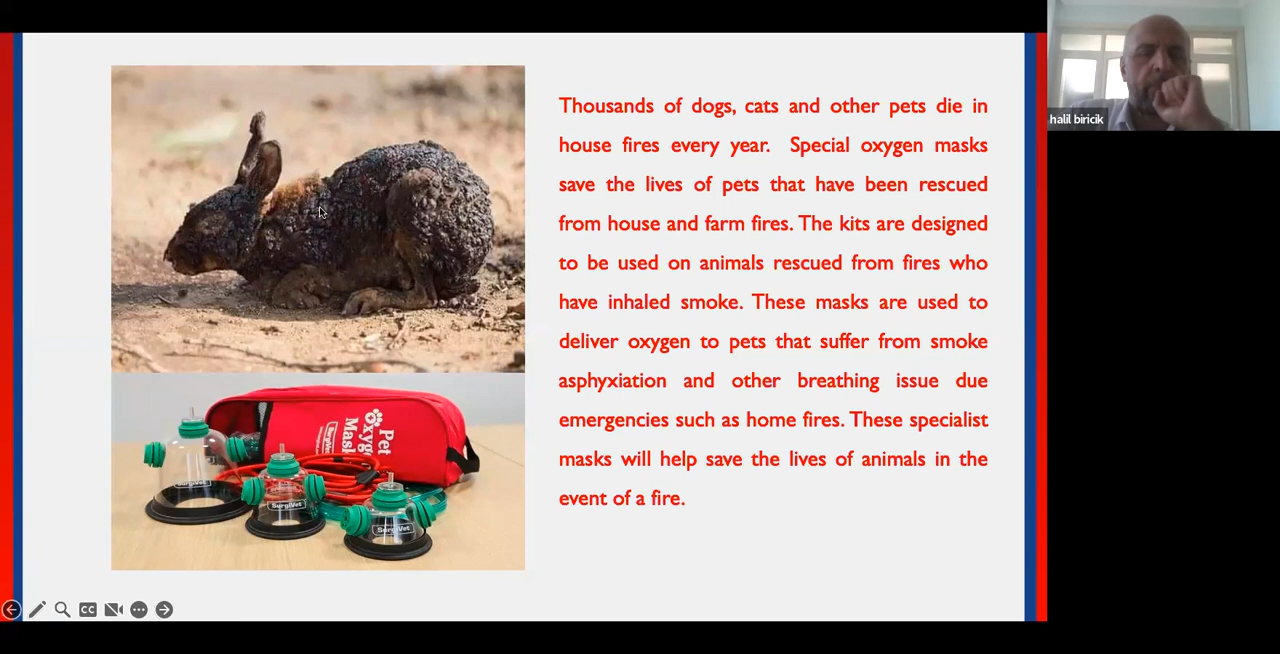 Thousands of dogs, cats and other pets die in
house fires every year. Special oxygen masks
save the lives of pets that have been rescued
from house and farm fires. The kits are designed
to be used on animals rescued from fires who
have inhaled smoke. These masks are used to
deliver oxygen to pets that suffer from smoke
asphyxiation and other breathing issue due
emergencies such as home fires. These specialist
masks will help save the lives of animals in the
event of a fire.
halil biricik
Pet
Mask
SurgiVet
SurgiVet
SurgiVet
CC